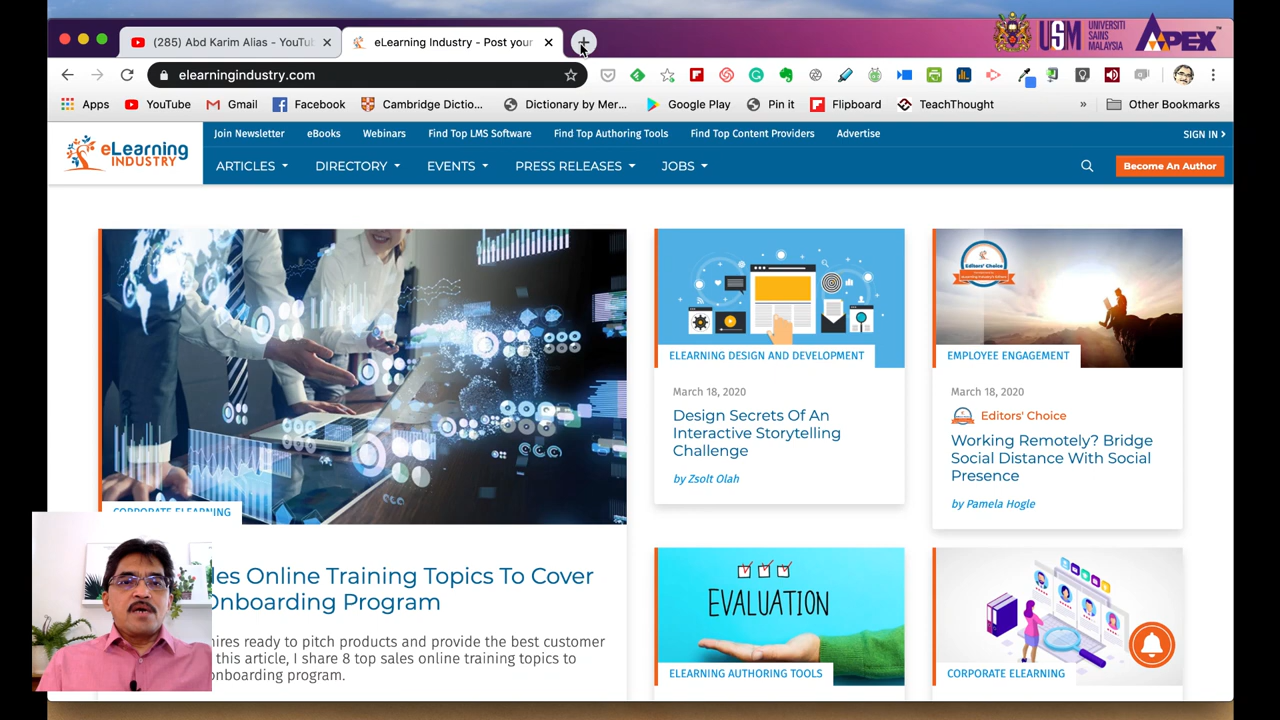 (285) Abd Karim Alias - YouTu
eLearning Industry - Post your
USM UNIVERSITI SAINS MALAYSIA
APEX™
elearningindustry.com
Apps
YouTube
Gmail
Facebook
Cambridge Dictio...
Dictionary by Mer...
Google Play
Pin it
Flipboard
TeachThought
»
Other Bookmarks
eLearning
INDUSTRY
Join Newsletter
eBooks
Webinars
Find Top LMS Software
Find Top Authoring Tools
Find Top Content Providers
Advertise
SIGN IN
ARTICLES
DIRECTORY
EVENTS
PRESS RELEASES
JOBS
Become An Author
CORPORATE ELEARNING
les Online Training Topics To Cover
Onboarding Program
hires ready to pitch products and provide the best customer
this article, I share 8 top sales online training topics to
onboarding program.
ELEARNING DESIGN AND DEVELOPMENT
March 18, 2020
Design Secrets Of An
Interactive Storytelling
Challenge
by Zsolt Olah
Editors' Choice
EMPLOYEE ENGAGEMENT
March 18, 2020
Editors' Choice
Working Remotely? Bridge
Social Distance With Social
Presence
by Pamela Hogle
EVALUATION
ELEARNING AUTHORING TOOLS
CORPORATE ELEARNING